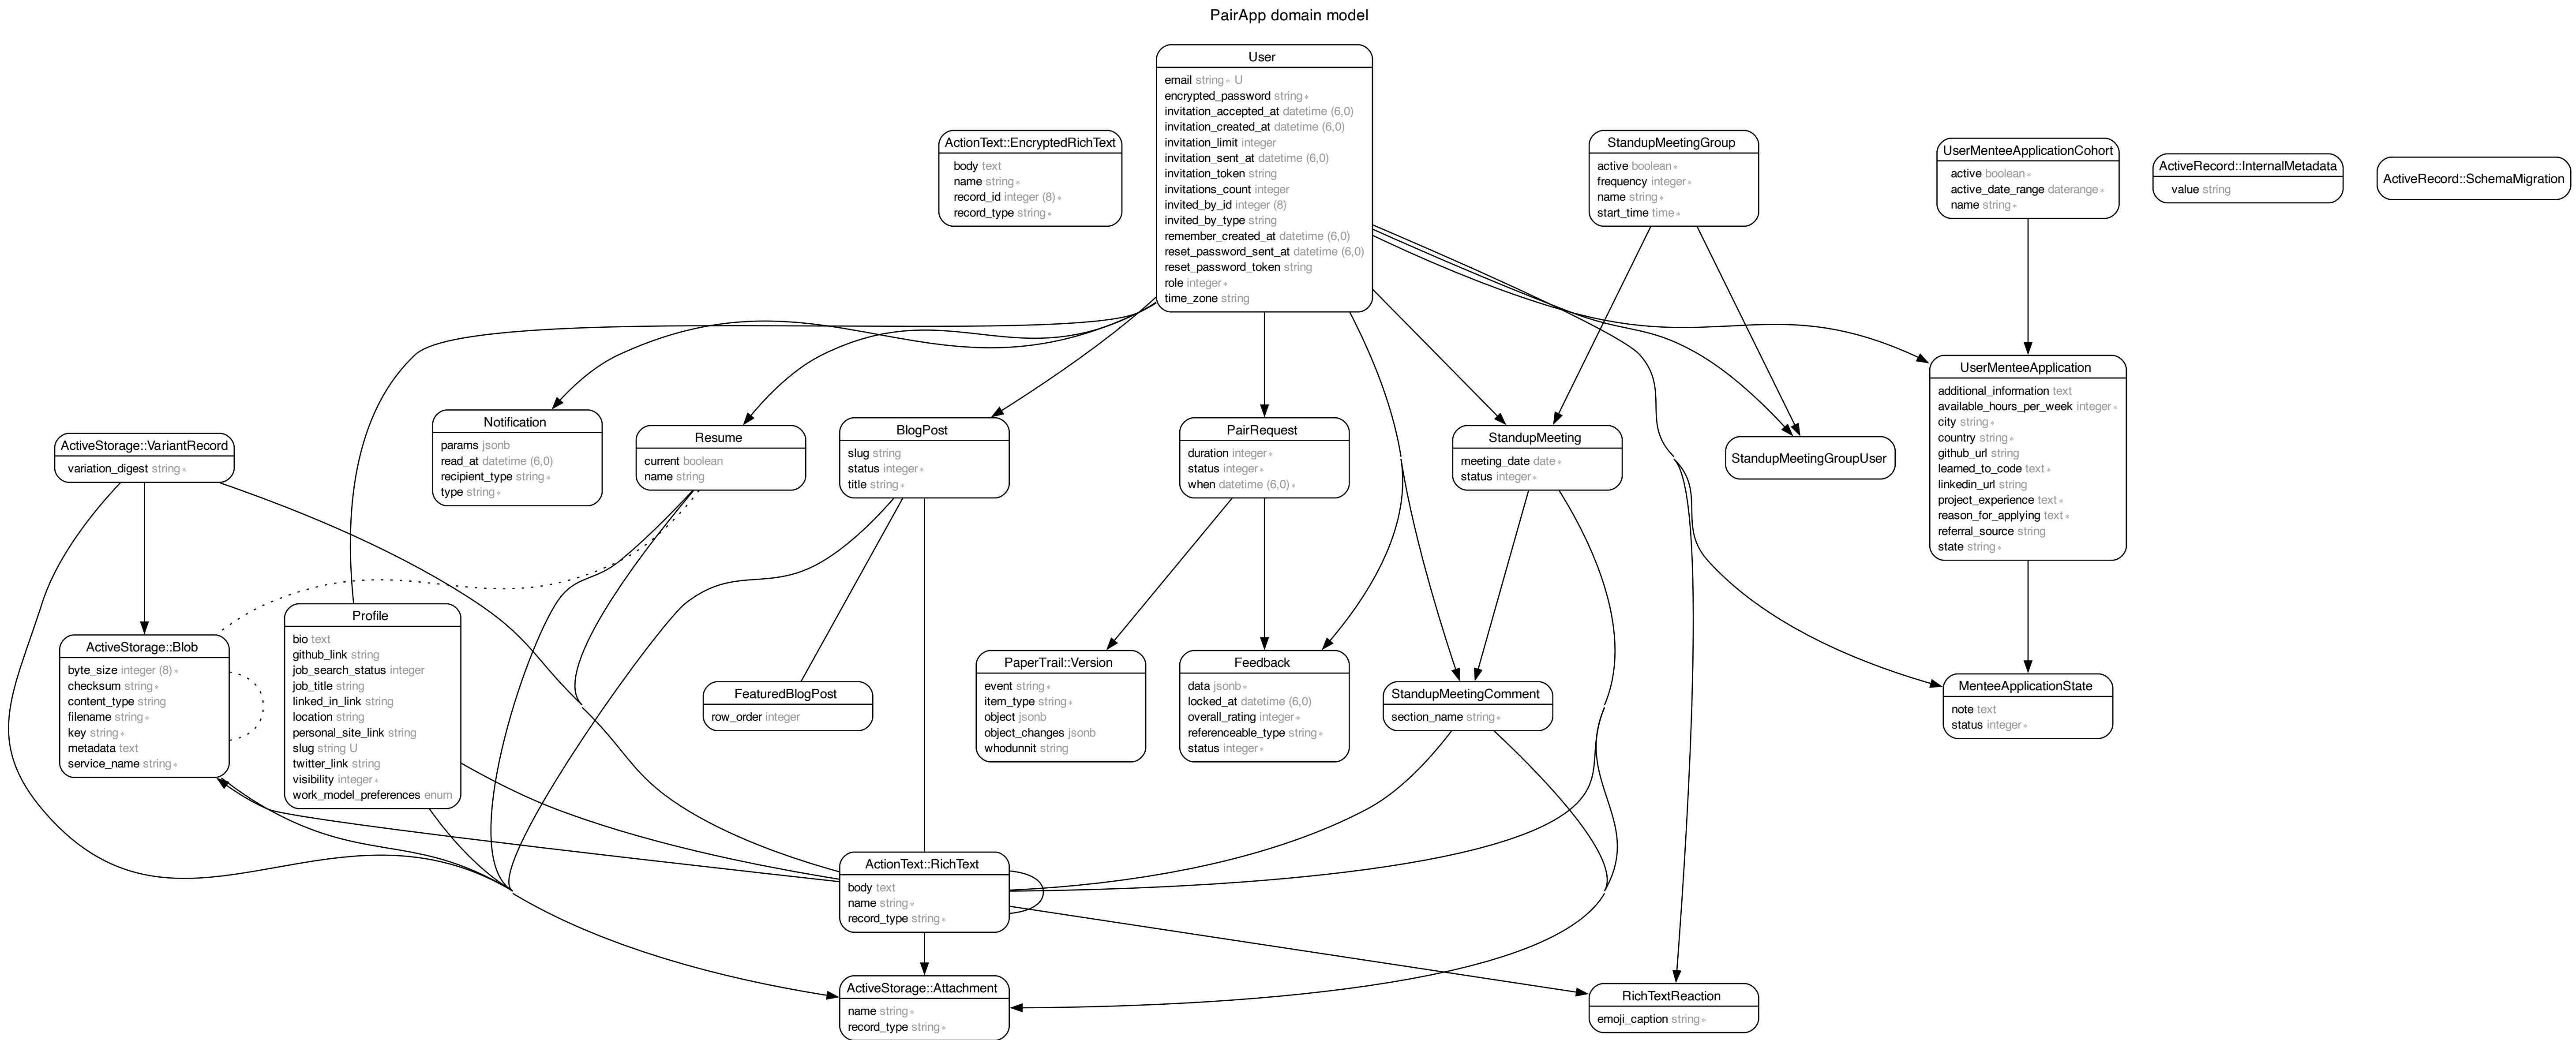 PairApp domain model
User
email string* U
encrypted_password string*
invitation_accepted_at datetime (6,0)
invitation_created_at datetime (6,0)
invitation_limit integer
invitation_sent_at datetime (6,0)
invitation_token string
invitations_count integer
invited_by_id integer (8)
invited_by_type string
remember_created_at datetime (6,0)
reset_password_sent_at datetime (6,0)
reset_password_token string
role integer*
time_zone string
ActionText::EncryptedRichText
body text
name string*
record_id integer (8)*
record_type string*
StandupMeetingGroup
active boolean*
frequency integer*
name string*
start_time time*
UserMenteeApplicationCohort
active boolean*
active_date_range daterange*
name string*
ActiveRecord::InternalMetadata
value string
ActiveRecord::SchemaMigration
UserMenteeApplication
additional_information text
available_hours_per_week integer*
city string*
country string*
github_url string
learned_to_code text*
linkedin_url string
project_experience text*
reason_for_applying text*
referral_source string
state string*
Notification
params jsonb
read_at datetime (6,0)
recipient_type string*
type string*
Resume
current boolean
name string
BlogPost
slug string
status integer*
title string*
PairRequest
duration integer*
status integer*
when datetime (6,0)*
StandupMeeting
meeting_date date*
status integer*
StandupMeetingGroupUser
ActiveStorage::VariantRecord
variation_digest string*
Profile
bio text
github_link string
job_search_status integer
job_title string
linked_in_link string
location string
personal_site_link string
slug string U
twitter_link string
visibility integer*
work_model_preferences enum
ActiveStorage::Blob
byte_size integer (8)*
checksum string*
content_type string
filename string*
key string*
metadata text
service_name string*
FeaturedBlogPost
row_order integer
PaperTrail::Version
event string*
item_type string*
object jsonb
object_changes jsonb
whodunnit string
Feedback
data jsonb*
locked_at datetime (6,0)
overall_rating integer*
referenceable_type string*
status integer*
StandupMeetingComment
section_name string*
MenteeApplicationState
note text
status integer*
ActionText::RichText
body text
name string*
record_type string*
ActiveStorage::Attachment
name string*
record_type string*
RichTextReaction
emoji_caption string*